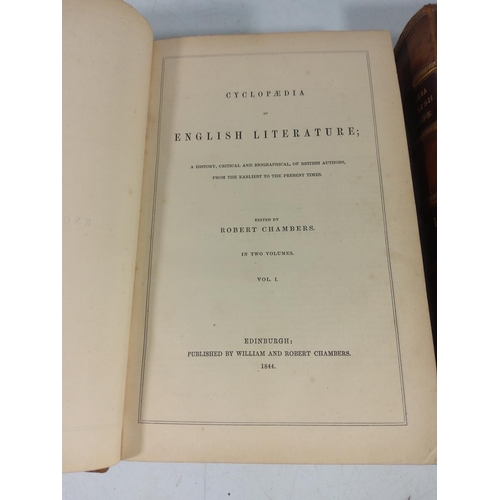 CYCLOPÆDIA
OF
ENGLISH LITERATURE;
A HISTORY, CRITICAL AND BIOGRAPHICAL, OF BRITISH AUTHORS,
FROM THE EARLIEST TO THE PRESENT TIMES.
EDITED BY
ROBERT CHAMBERS.
IN TWO VOLUMES.
VOL. I.
EDINBURGH:
PUBLISHED BY WILLIAM AND ROBERT CHAMBERS.
1844.